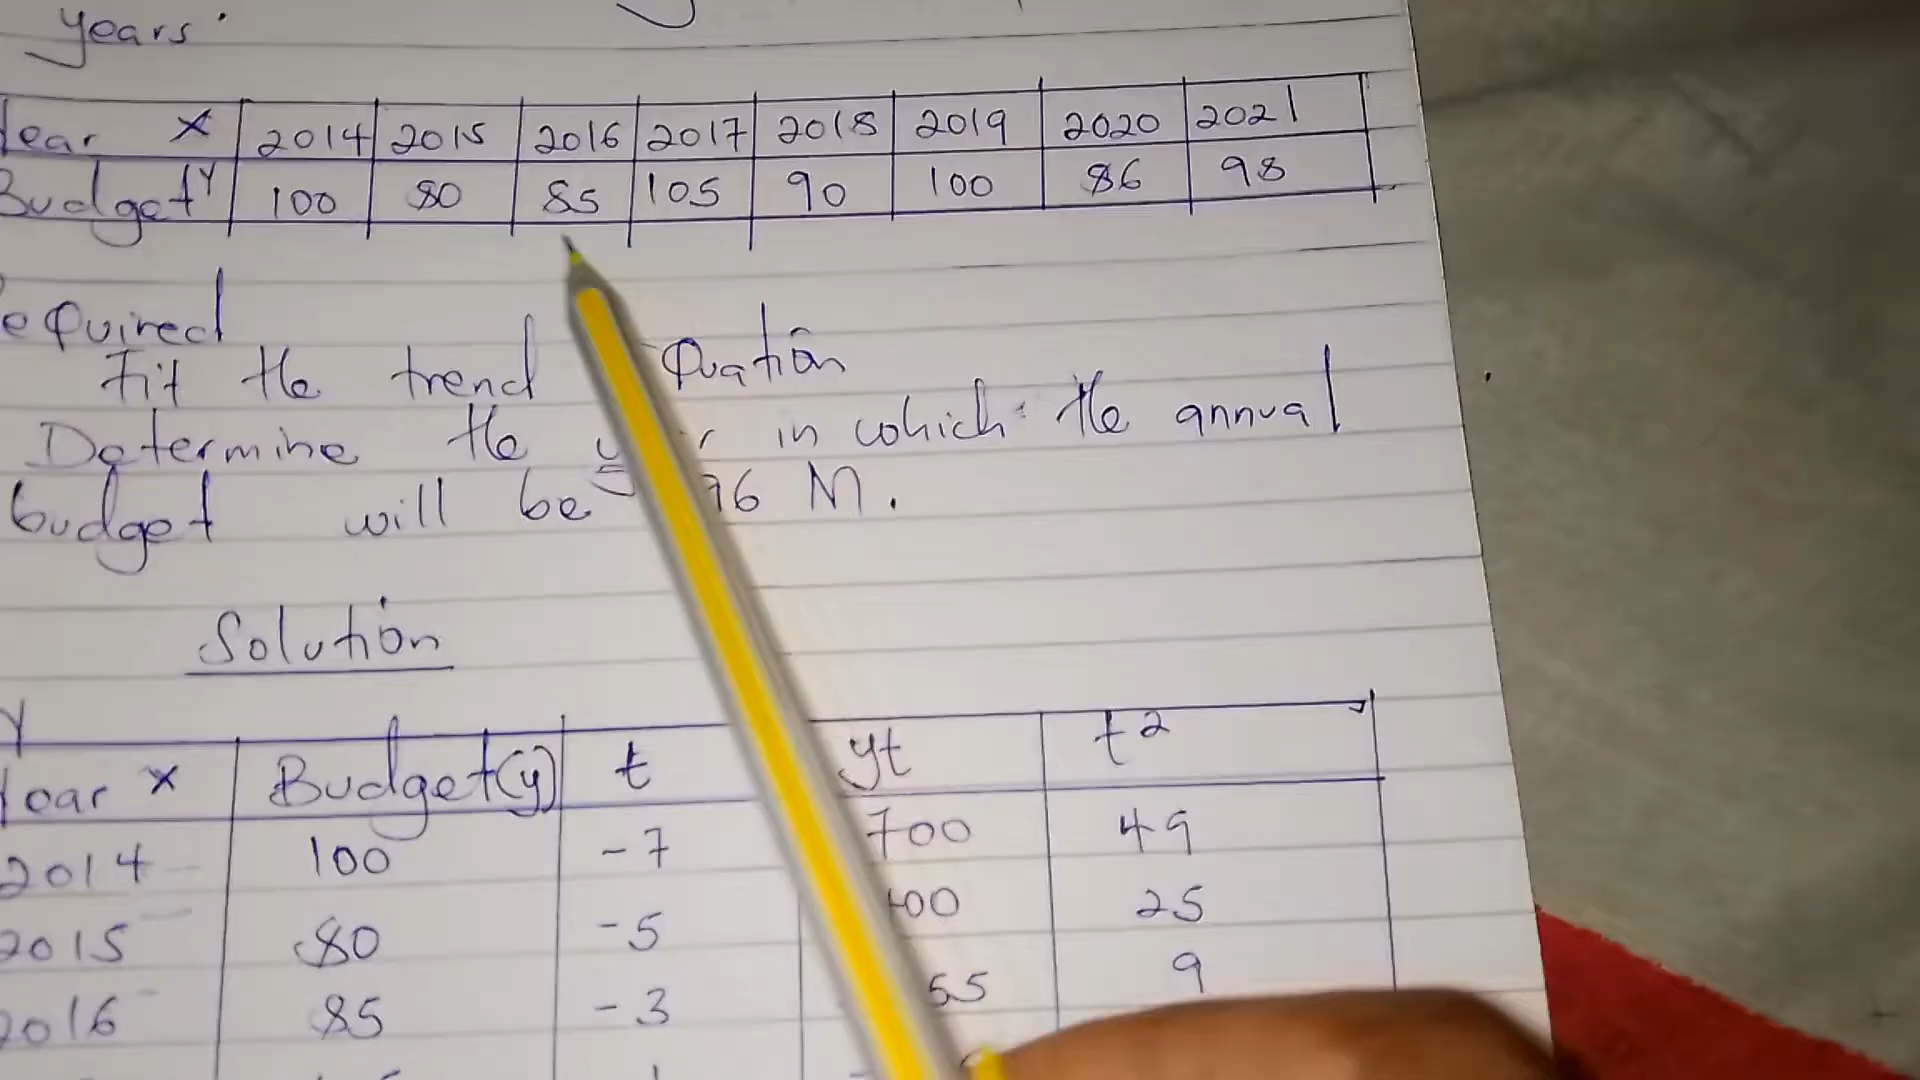 years.
Year X 2014 2015 2016 2017 2018 2019 2020 2021
Budget Y 100 80 85 105 90 100 86 98
equired
Fit the trend quation
Determine the in which the annual
budget will be 96 M.
Solution
Year X Budget(y) t yt t2
2014 100 -7 700 49
2015 80 -5 400 25
2016 85 -3 55 9